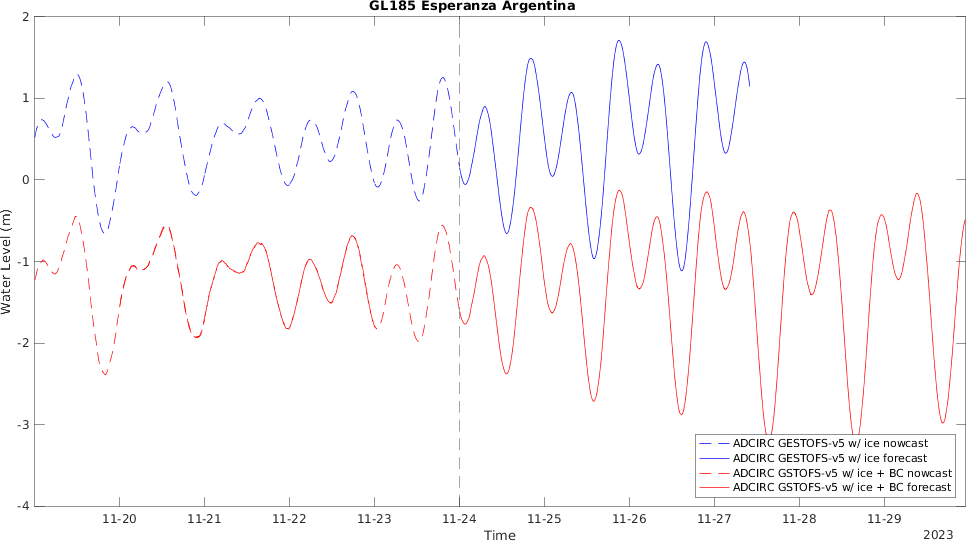 GL185 Esperanza Argentina
Water Level (m)
2
1
0
-1
-2
-3
-4
ADCIRC GESTOFS-v5 w/ ice nowcast
ADCIRC GESTOFS-v5 w/ ice forecast
ADCIRC GSTOFS-v5 w/ ice + BC nowcast
ADCIRC GSTOFS-v5 w/ ice + BC forecast
11-20 11-21 11-22 11-23 11-24 11-25 11-26 11-27 11-28 11-29
Time
2023